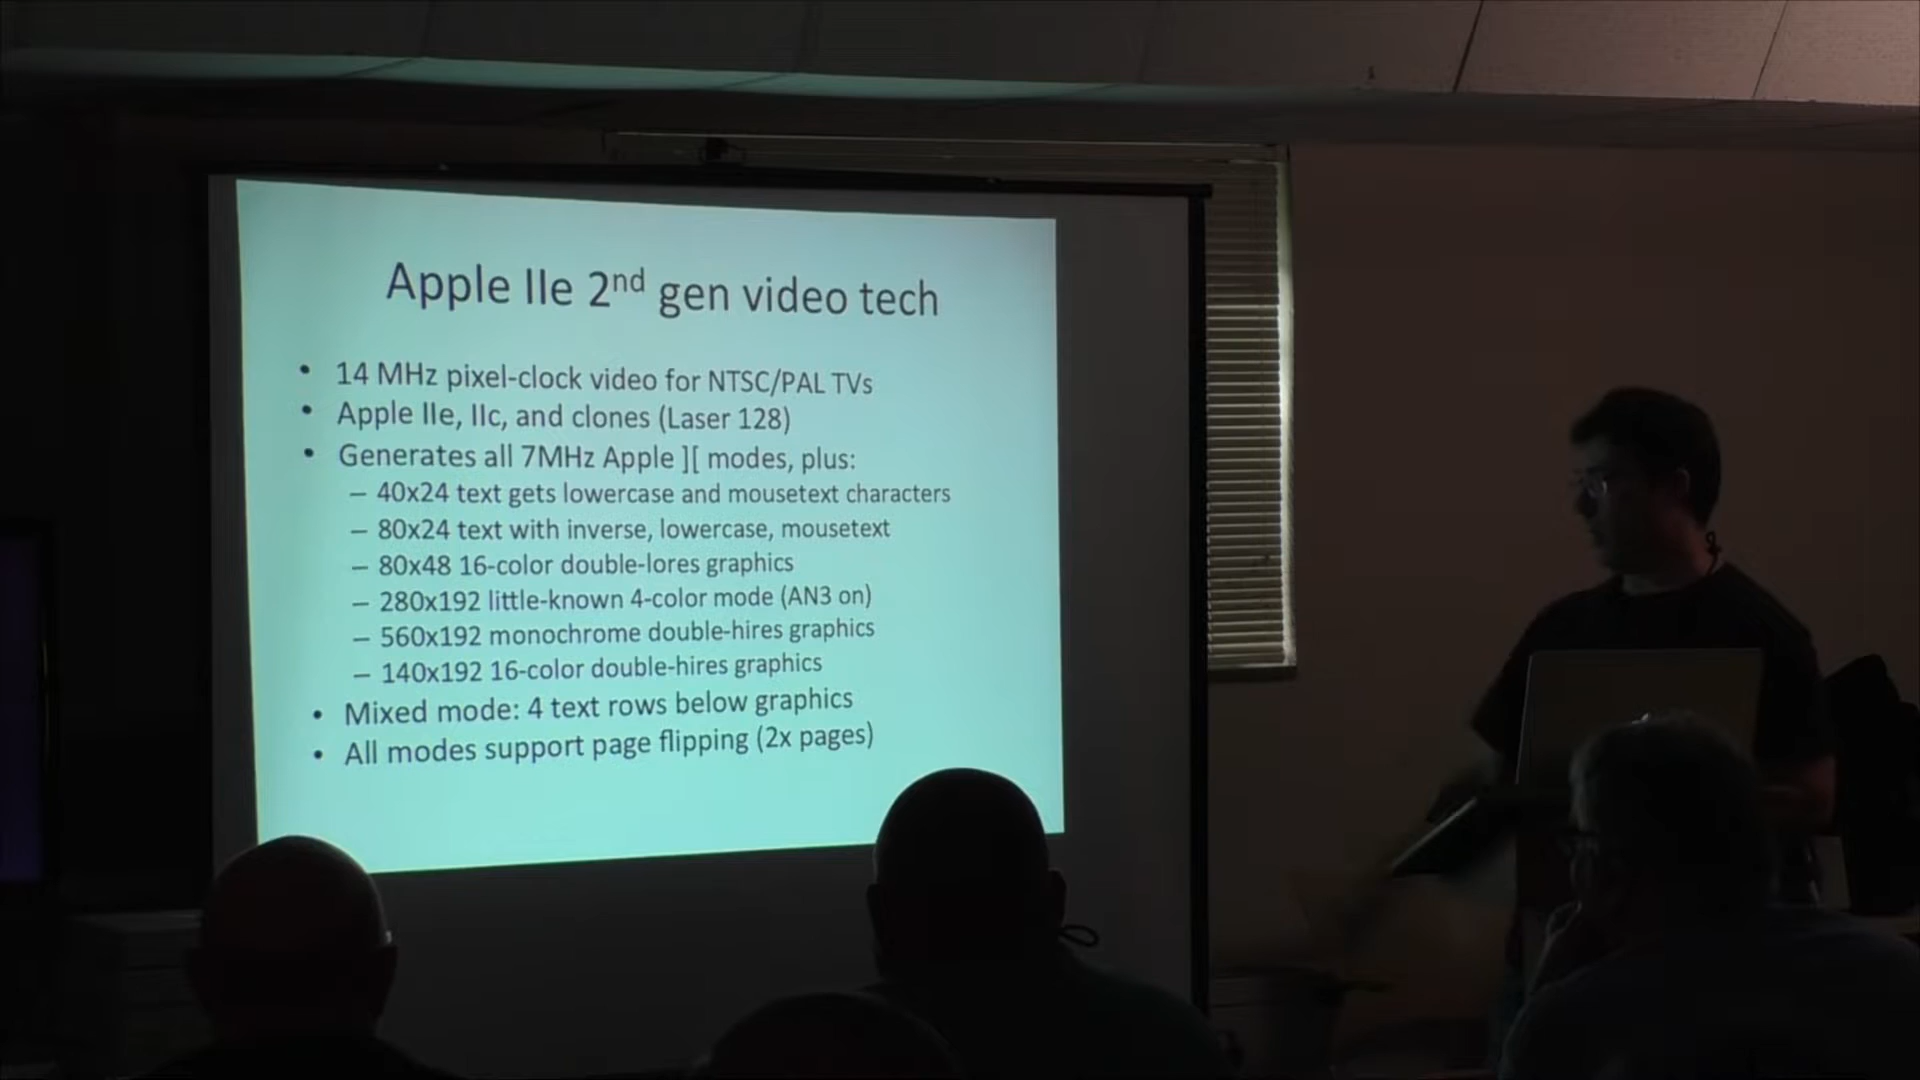 Apple IIe 2nd gen video tech
• 14 MHz pixel-clock video for NTSC/PAL TVs
• Apple IIe, IIc, and clones (Laser 128)
• Generates all 7MHz Apple ][ modes, plus:
– 40x24 text gets lowercase and mousetext characters
– 80x24 text with inverse, lowercase, mousetext
– 80x48 16-color double-lores graphics
– 280x192 little-known 4-color mode (AN3 on)
– 560x192 monochrome double-hires graphics
– 140x192 16-color double-hires graphics
• Mixed mode: 4 text rows below graphics
• All modes support page flipping (2x pages)